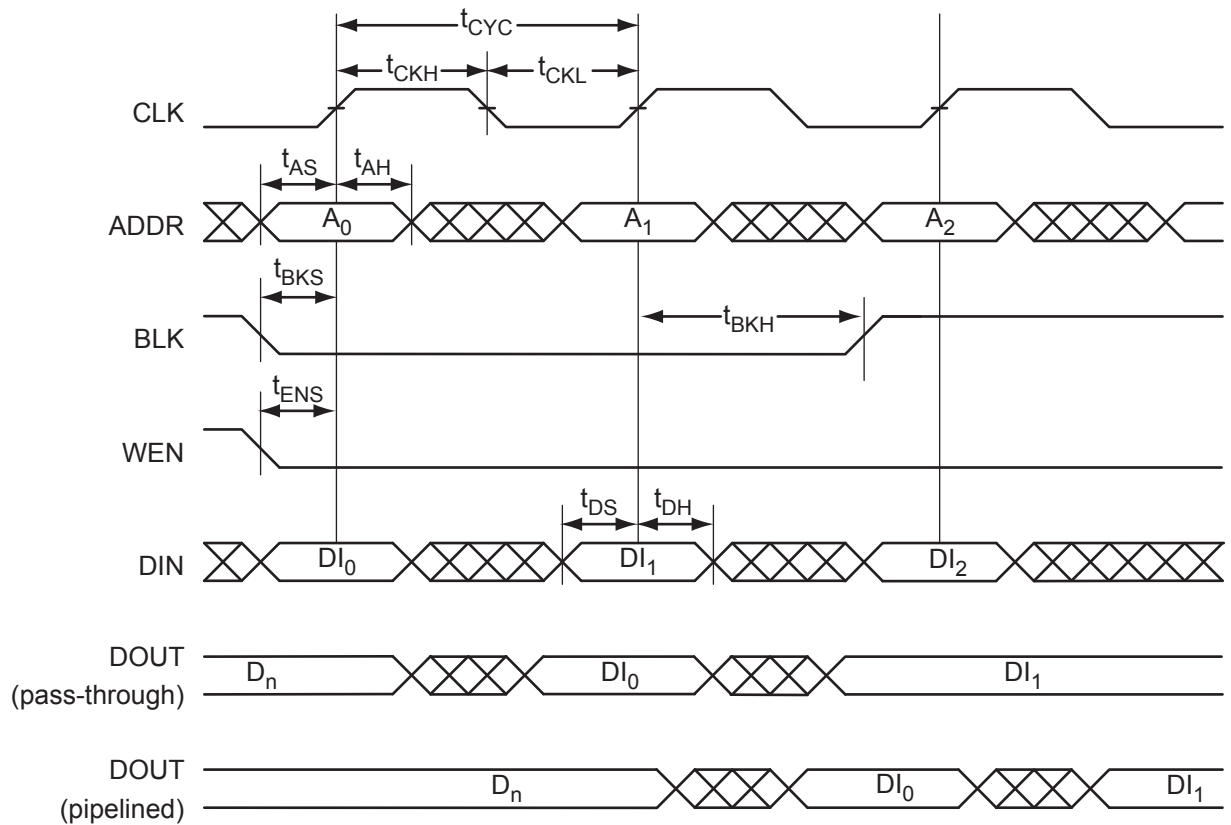 tCYC
tCKH tCKL
CLK
tAS tAH
ADDR A0 A1 A2
tBKS
BLK tBKH
tENS
WEN
tDS tDH
DIN DI0 DI1 DI2
DOUT
(pass-through)
Dn DI0 DI1
DOUT
(pipelined)
Dn DI0 DI1